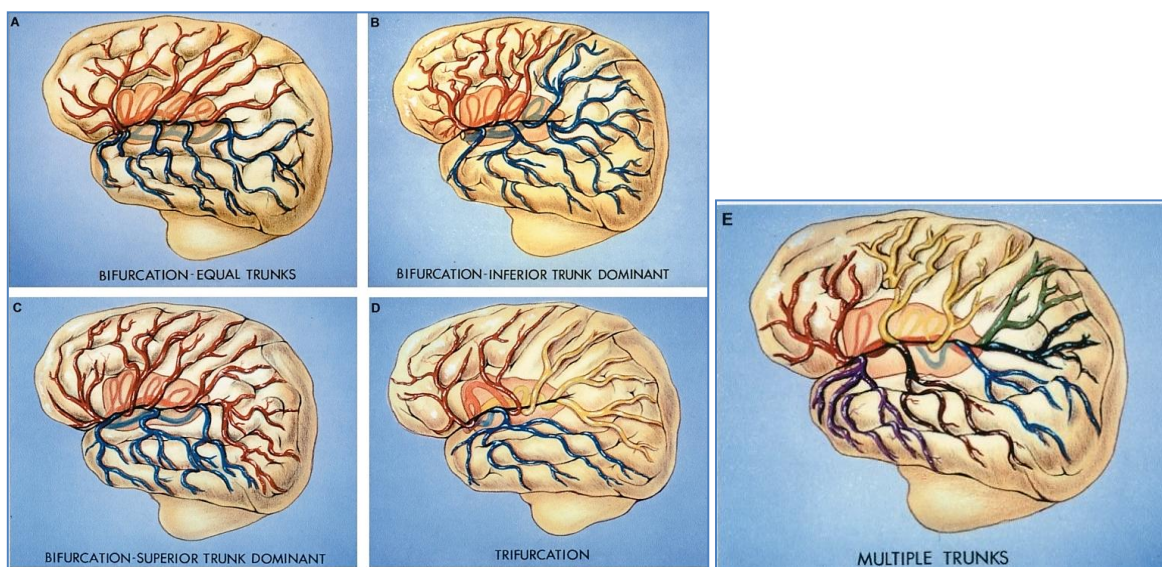 A
BIFURCATION-EQUAL TRUNKS
B
BIFURCATION-INFERIOR TRUNK DOMINANT
C
BIFURCATION-SUPERIOR TRUNK DOMINANT
D
TRIFURCATION
E
MULTIPLE TRUNKS